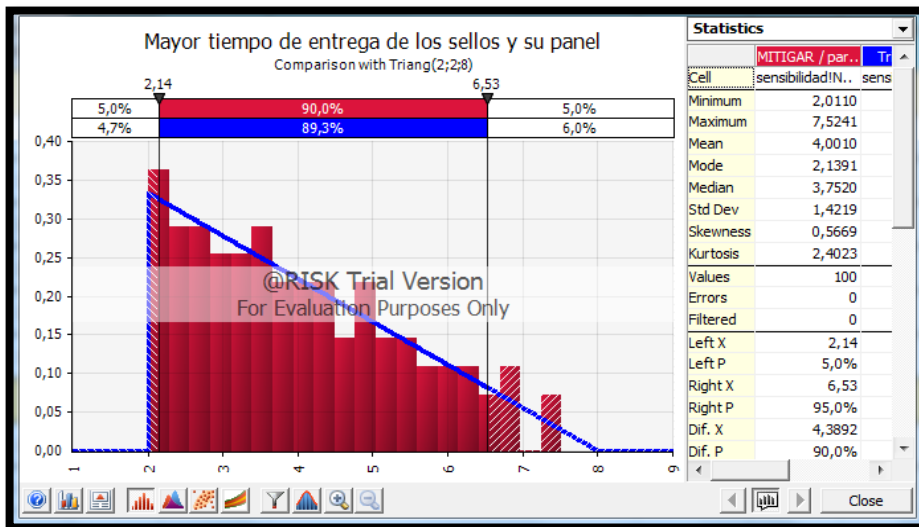 Mayor tiempo de entrega de los sellos y su panel
Comparison with Triang(2;2;8)
2,14 6,53
5,0% 90,0% 5,0%
4,7% 89,3% 6,0%
0,40
0,35
0,30
0,25
0,20
0,15
0,10
0,05
0,00
1 2 3 4 5 6 7 8 9
@RISK Trial Version
For Evaluation Purposes Only
Statistics
MITIGAR / par.. Tr
Cell sensibilidad!N.. sens
Minimum 2,0110
Maximum 7,5241
Mean 4,0010
Mode 2,1391
Median 3,7520
Std Dev 1,4219
Skewness 0,5669
Kurtosis 2,4023
Values 100
Errors 0
Filtered 0
Left X 2,14
Left P 5,0%
Right X 6,53
Right P 95,0%
Dif. X 4,3892
Dif. P 90,0%
Close